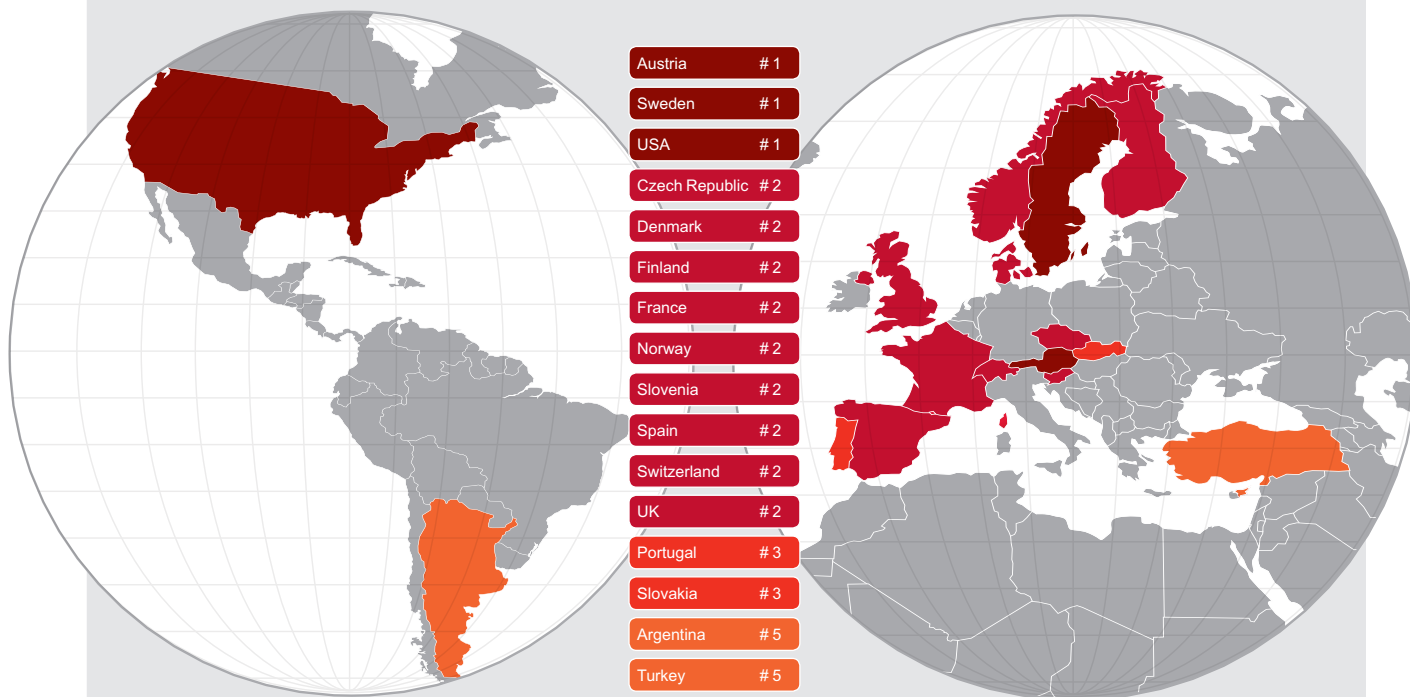 Austria # 1
Sweden # 1
USA # 1
Czech Republic # 2
Denmark # 2
Finland # 2
France # 2
Norway # 2
Slovenia # 2
Spain # 2
Switzerland # 2
UK # 2
Portugal # 3
Slovakia # 3
Argentina # 5
Turkey # 5